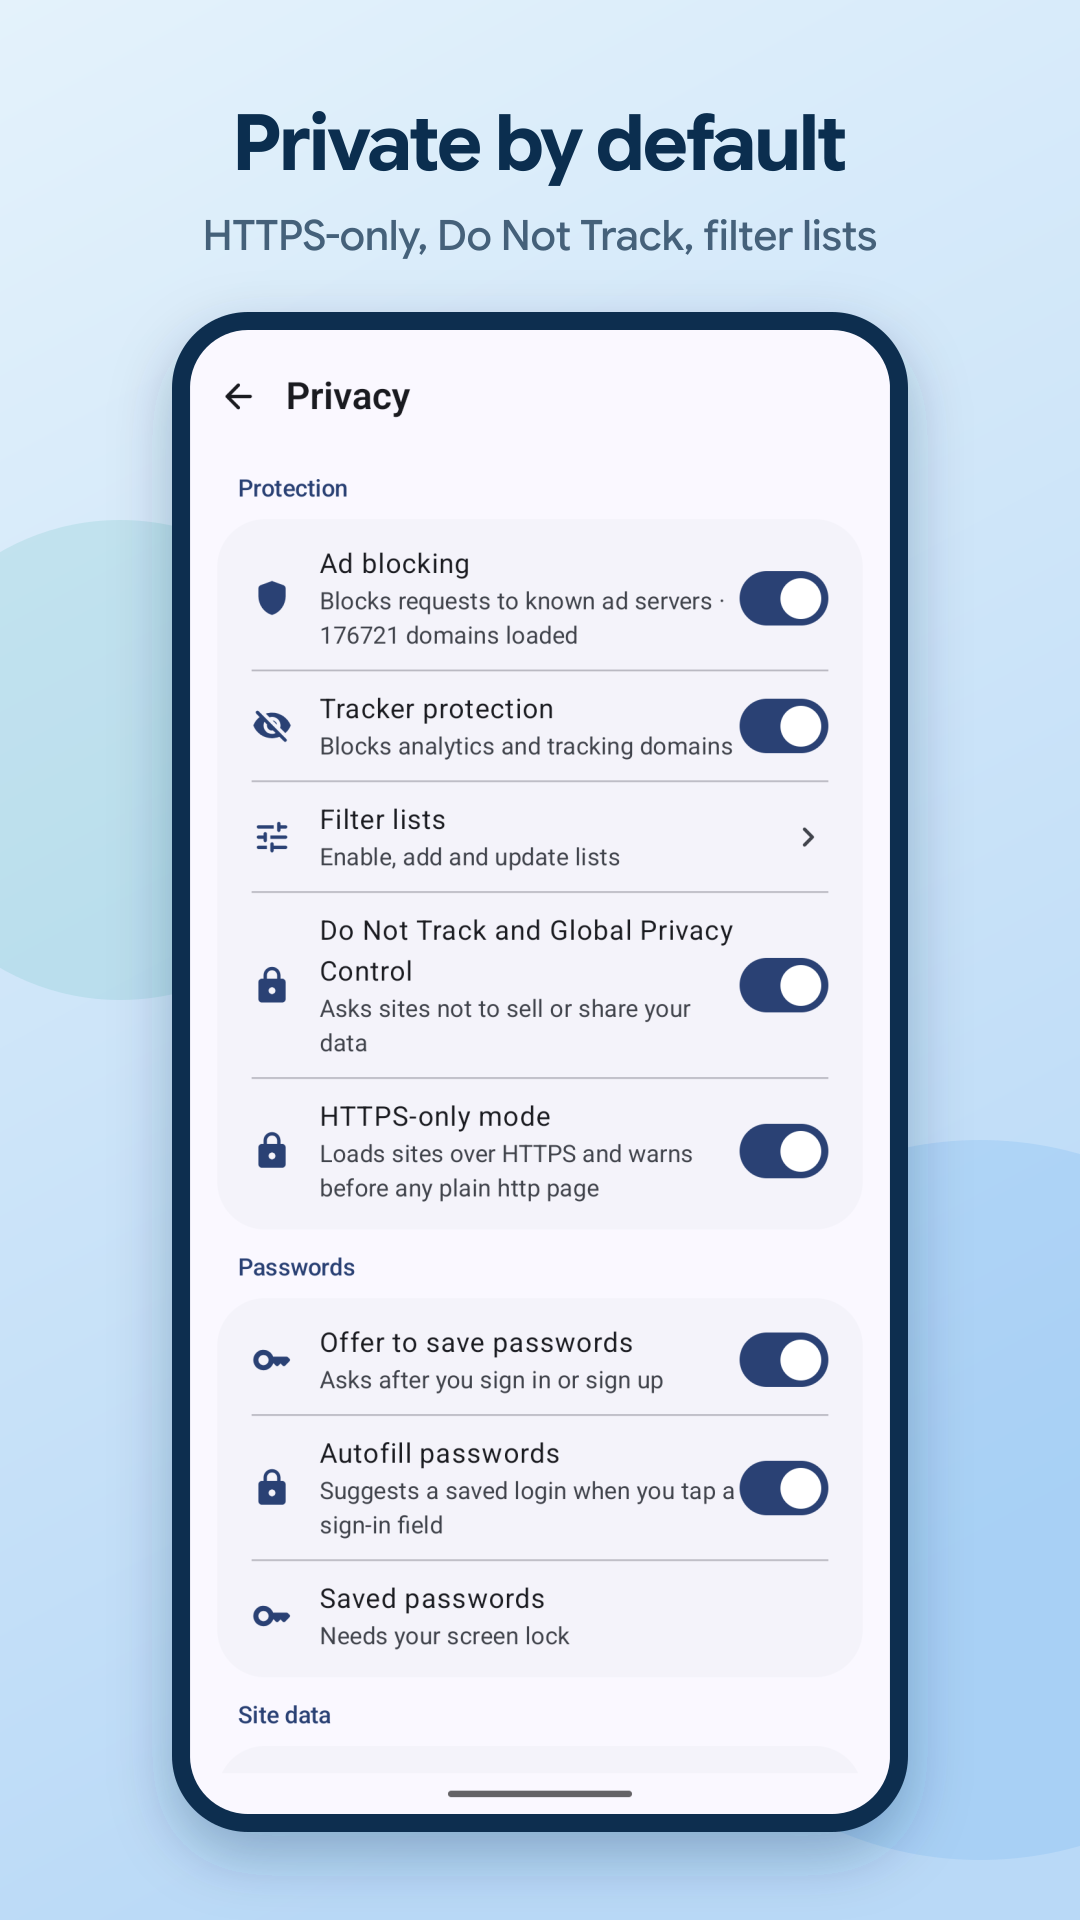 Private by default
HTTPS-only, Do Not Track, filter lists
Privacy
Protection
Ad blocking
Blocks requests to known ad servers ·
176721 domains loaded
Tracker protection
Blocks analytics and tracking domains
Filter lists
Enable, add and update lists
Do Not Track and Global Privacy
Control
Asks sites not to sell or share your
data
HTTPS-only mode
Loads sites over HTTPS and warns
before any plain http page
Passwords
Offer to save passwords
Asks after you sign in or sign up
Autofill passwords
Suggests a saved login when you tap a
sign-in field
Saved passwords
Needs your screen lock
Site data